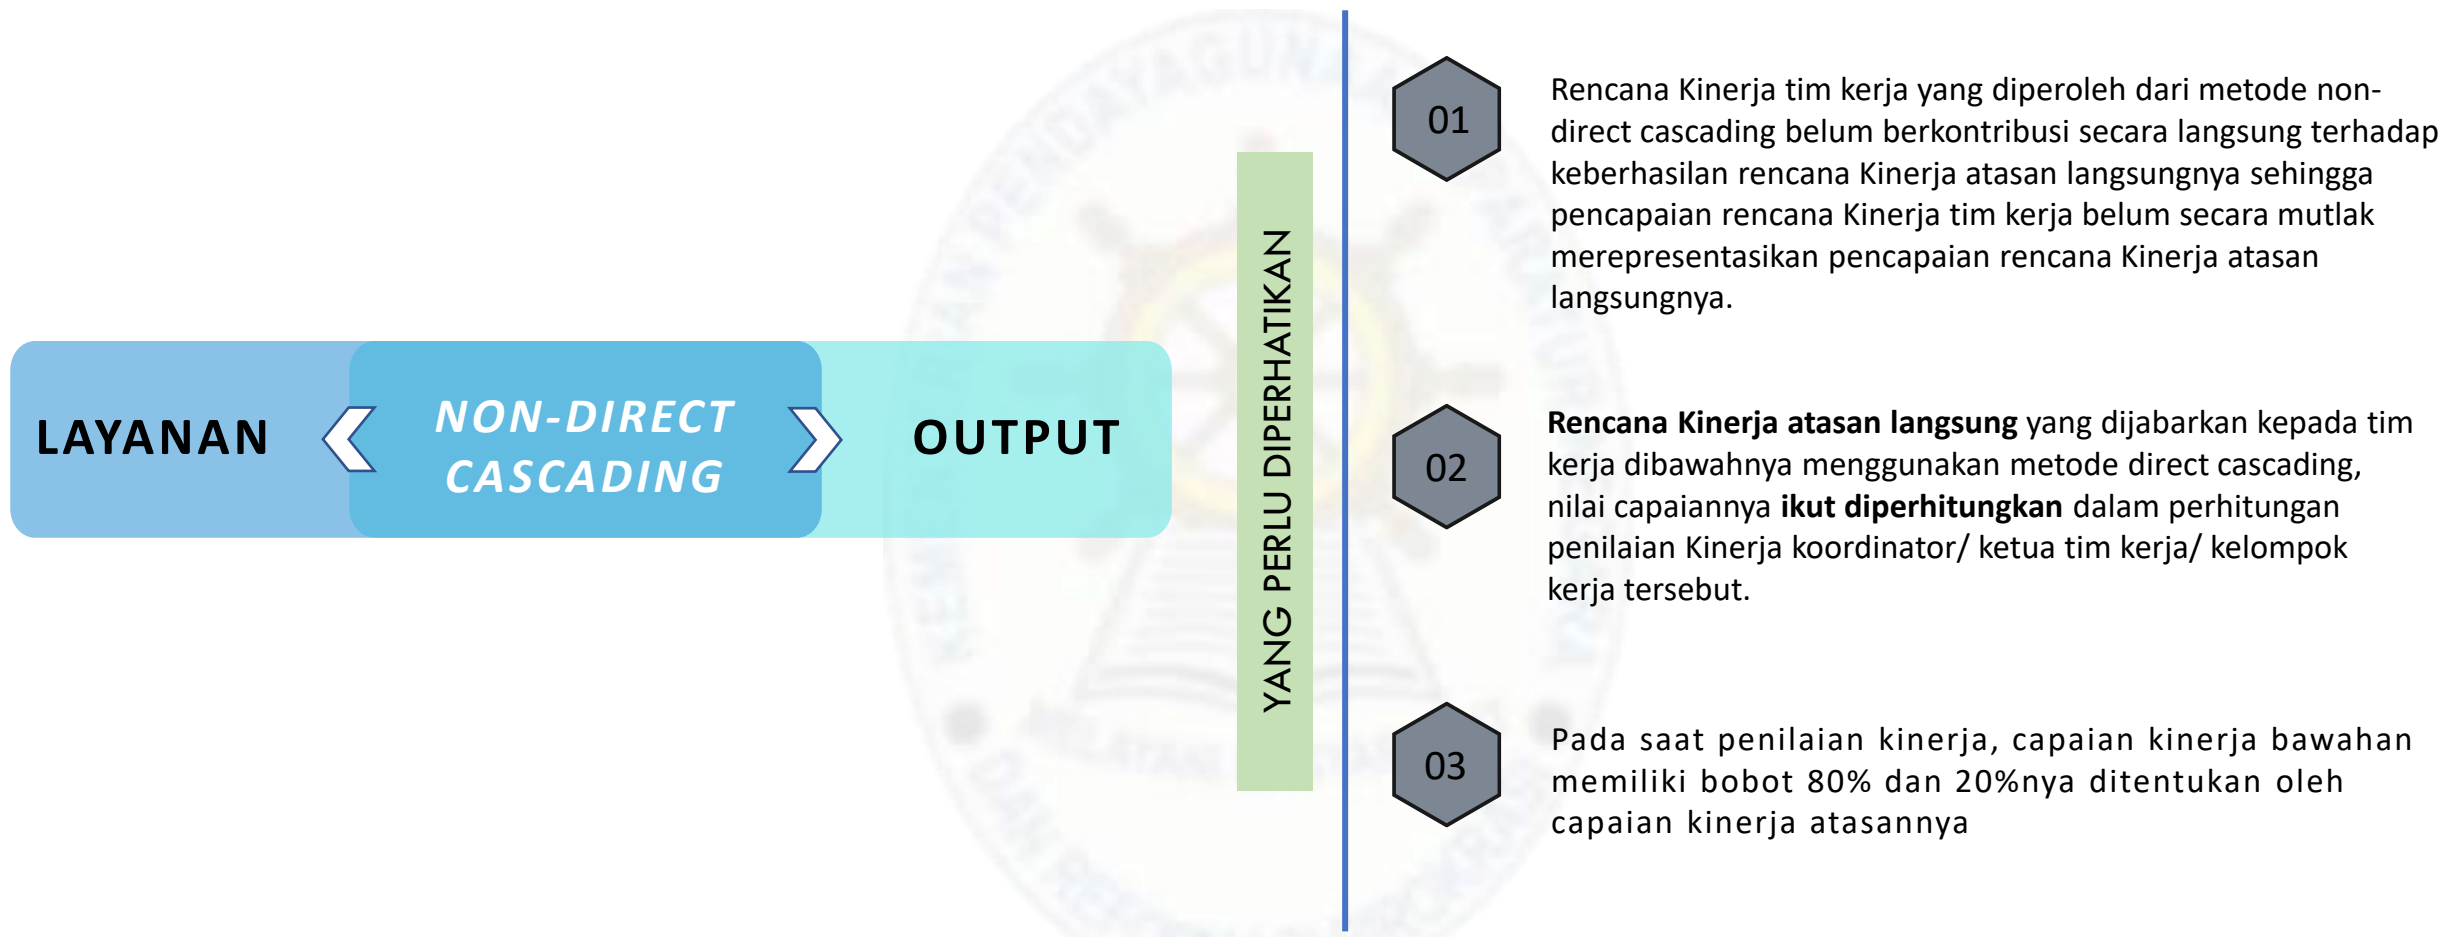 LAYANAN
NON-DIRECT
CASCADING
OUTPUT
YANG PERLU DIPERHATIKAN
01
Rencana Kinerja tim kerja yang diperoleh dari metode non-
direct cascading belum berkontribusi secara langsung terhadap
keberhasilan rencana Kinerja atasan langsungnya sehingga
pencapaian rencana Kinerja tim kerja belum secara mutlak
merepresentasikan pencapaian rencana Kinerja atasan
langsungnya.
02
Rencana Kinerja atasan langsung yang dijabarkan kepada tim
kerja dibawahnya menggunakan metode direct cascading,
nilai capaiannya ikut diperhitungkan dalam perhitungan
penilaian Kinerja koordinator/ ketua tim kerja/ kelompok
kerja tersebut.
03
Pada saat penilaian kinerja, capaian kinerja bawahan
memiliki bobot 80% dan 20%nya ditentukan oleh
capaian kinerja atasannya